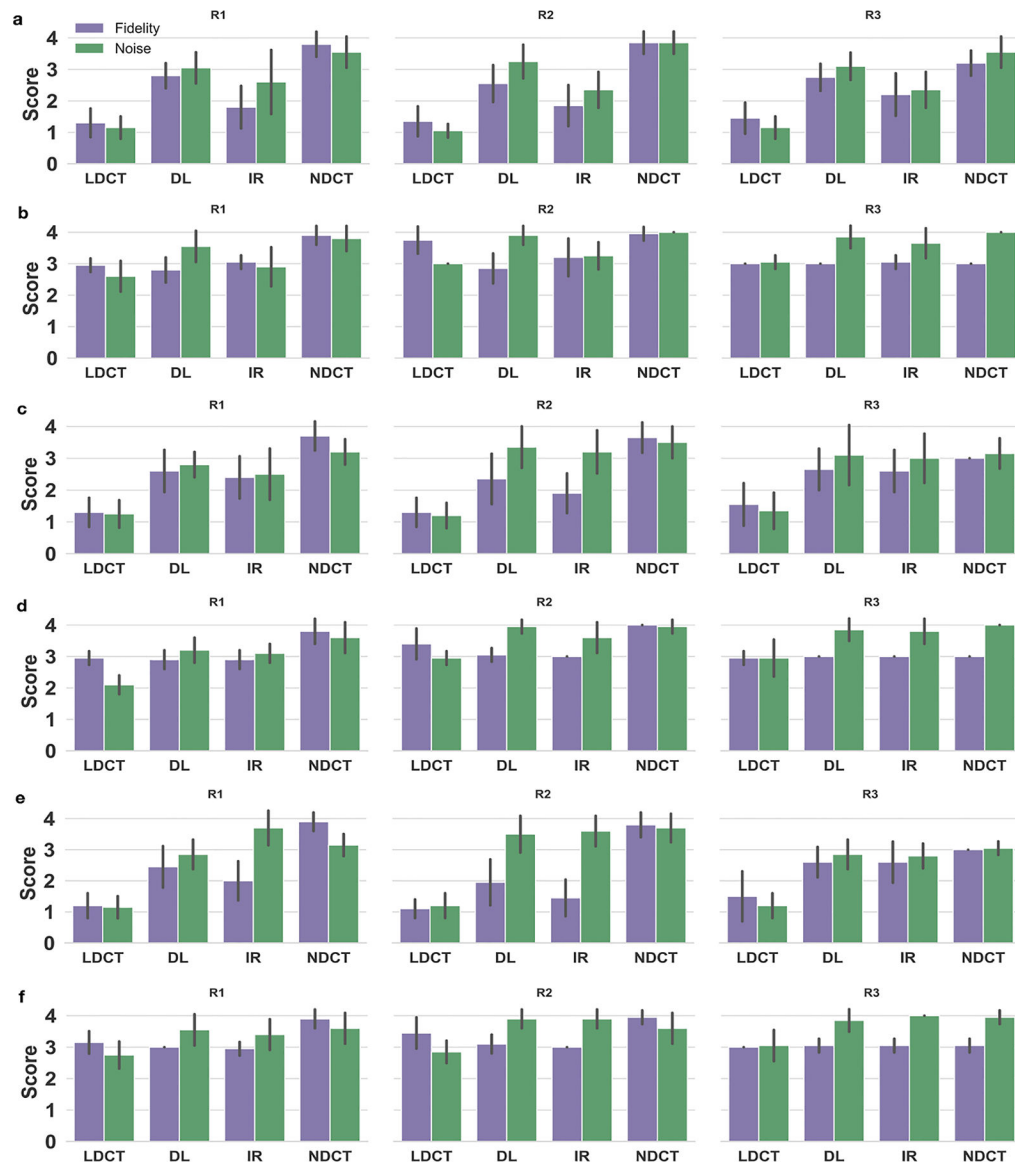 a
R1 R2 R3
Fidelity
Noise
4
3
2
1
0
Score
LDCT DL IR NDCT LDCT DL IR NDCT LDCT DL IR NDCT
b
R1 R2 R3
4
3
2
1
0
Score
LDCT DL IR NDCT LDCT DL IR NDCT LDCT DL IR NDCT
c
R1 R2 R3
4
3
2
1
0
Score
LDCT DL IR NDCT LDCT DL IR NDCT LDCT DL IR NDCT
d
R1 R2 R3
4
3
2
1
0
Score
LDCT DL IR NDCT LDCT DL IR NDCT LDCT DL IR NDCT
e
R1 R2 R3
4
3
2
1
0
Score
LDCT DL IR NDCT LDCT DL IR NDCT LDCT DL IR NDCT
f
R1 R2 R3
4
3
2
1
0
Score
LDCT DL IR NDCT LDCT DL IR NDCT LDCT DL IR NDCT